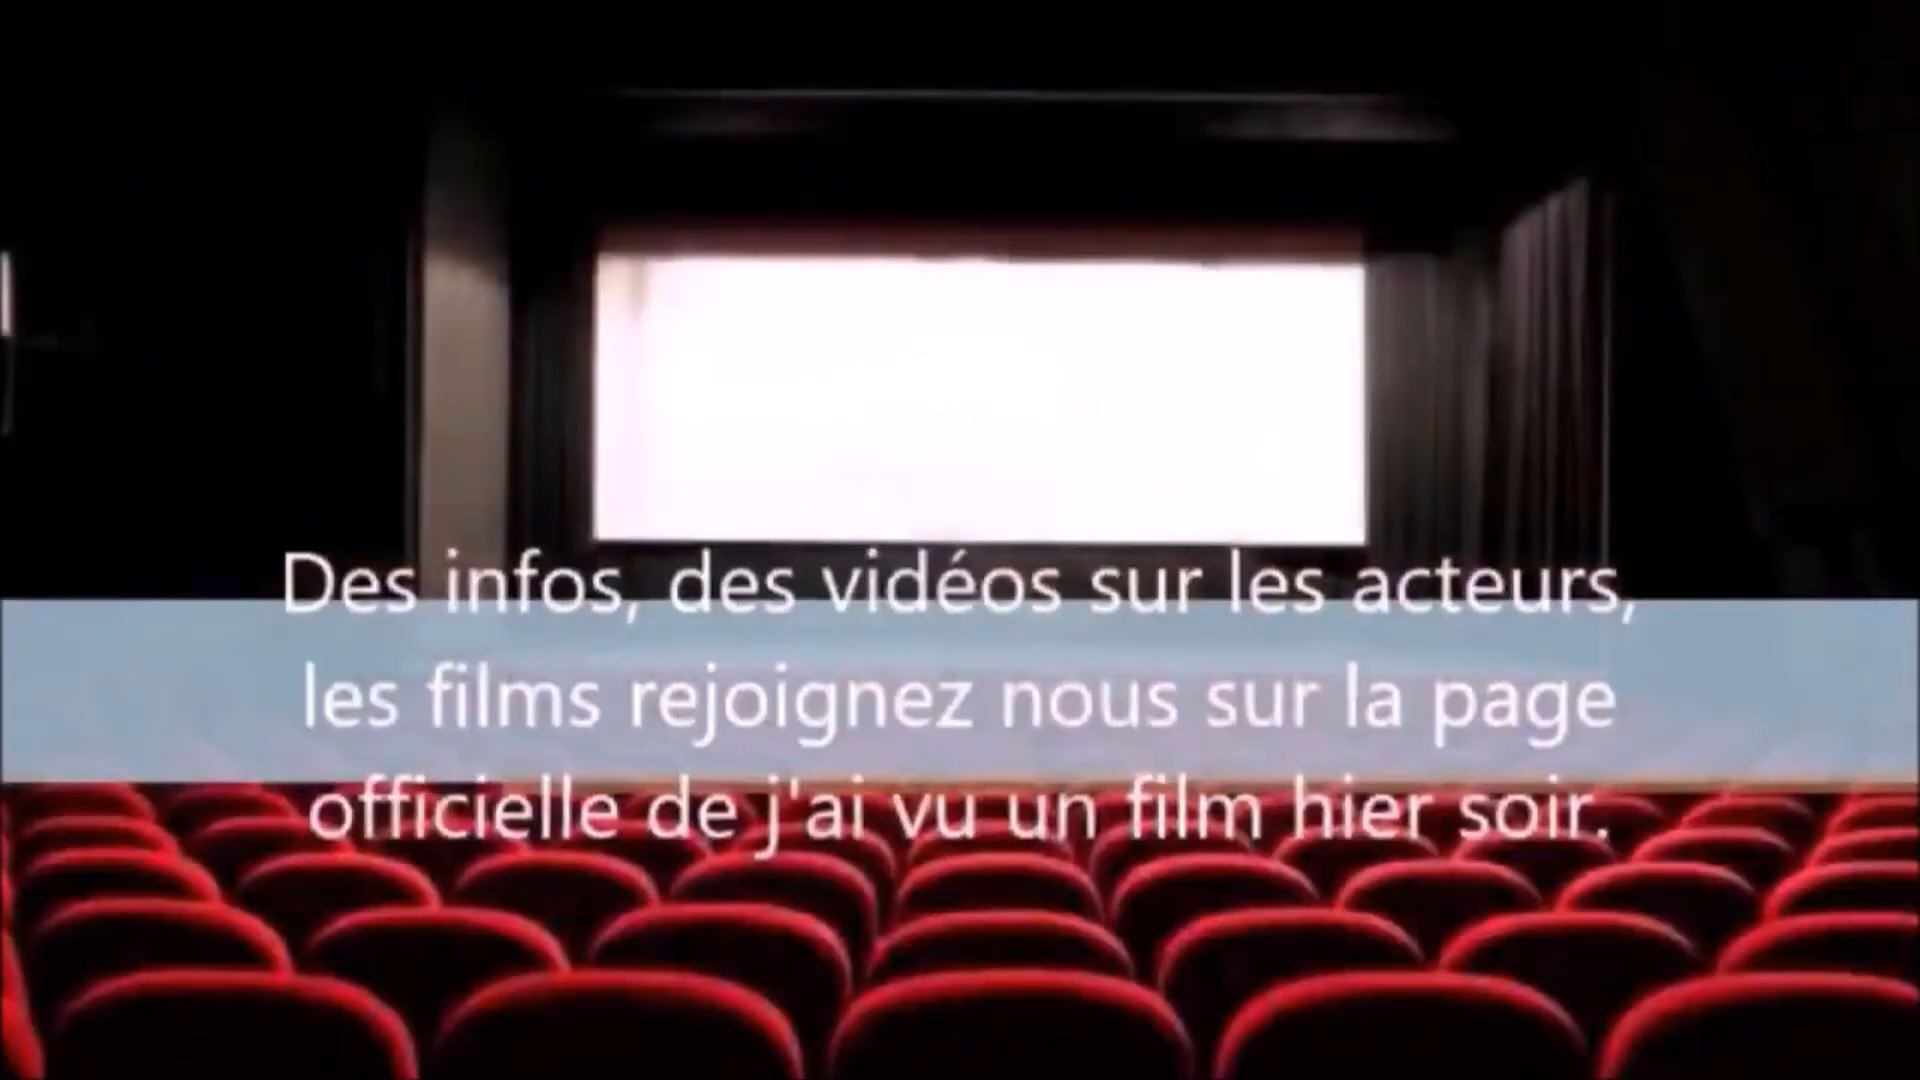 Des infos, des vidéos sur les acteurs,
les films rejoignez nous sur la page
officielle de j'ai vu un film hier soir.